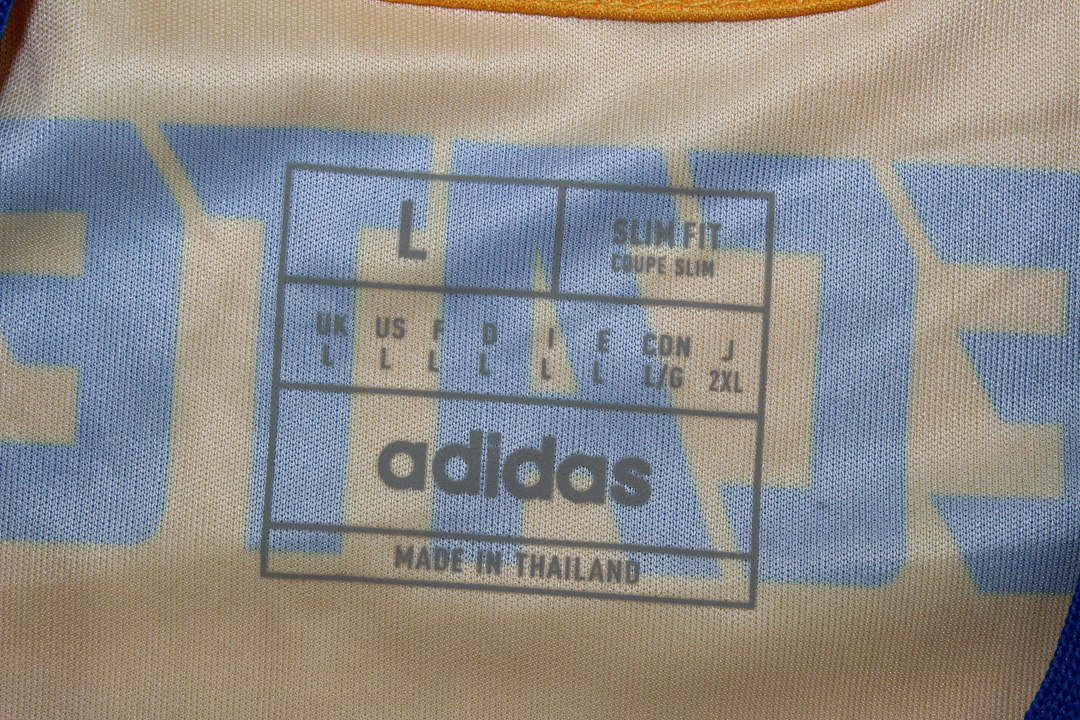 L
SLIM FIT
COUPE SLIM
UK US F D I E CDN J
L L L L L L L/G 2XL
adidas
MADE IN THAILAND